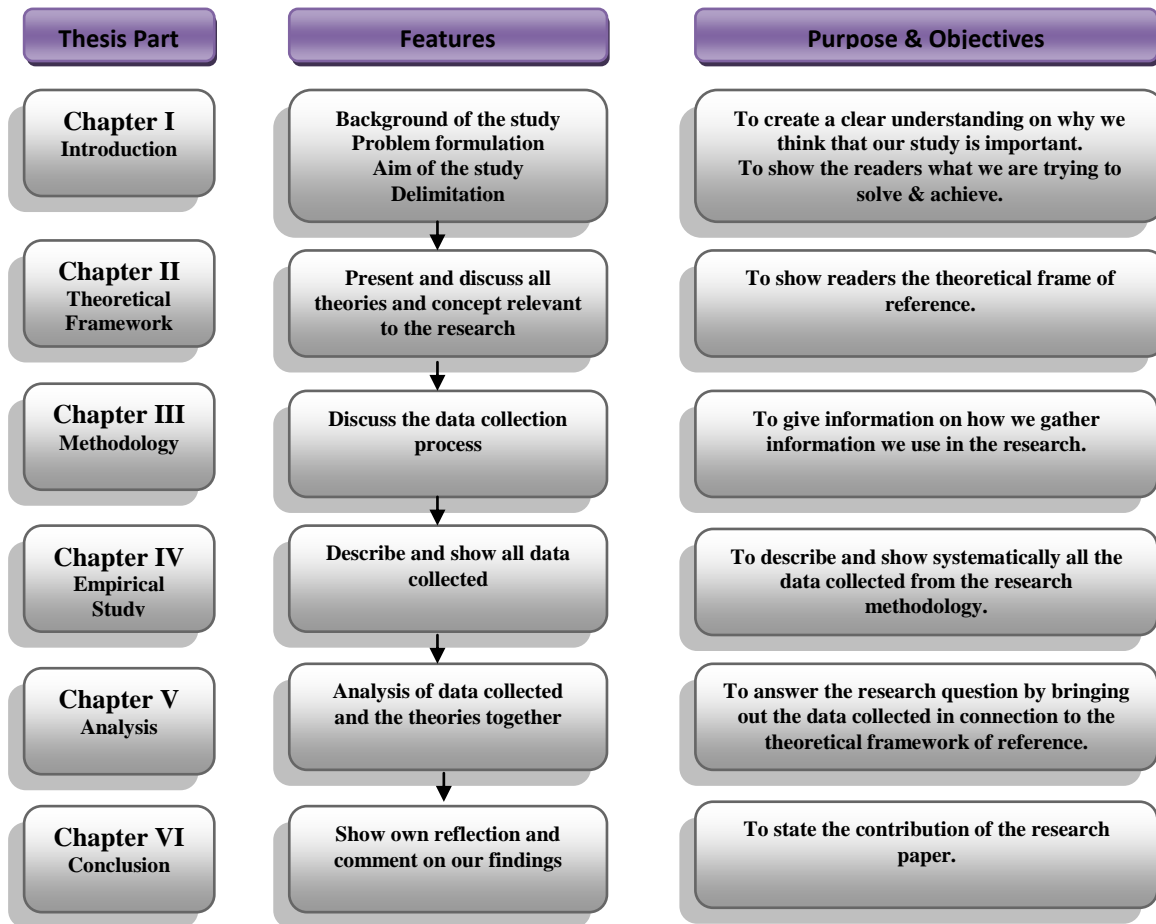 Thesis Part
Features
Purpose & Objectives
Chapter I
Introduction
Background of the study
Problem formulation
Aim of the study
Delimitation
To create a clear understanding on why we
think that our study is important.
To show the readers what we are trying to
solve & achieve.
Chapter II
Theoretical
Framework
Present and discuss all
theories and concept relevant
to the research
To show readers the theoretical frame of
reference.
Chapter III
Methodology
Discuss the data collection
process
To give information on how we gather
information we use in the research.
Chapter IV
Empirical
Study
Describe and show all data
collected
To describe and show systematically all the
data collected from the research
methodology.
Chapter V
Analysis
Analysis of data collected
and the theories together
To answer the research question by bringing
out the data collected in connection to the
theoretical framework of reference.
Chapter VI
Conclusion
Show own reflection and
comment on our findings
To state the contribution of the research
paper.